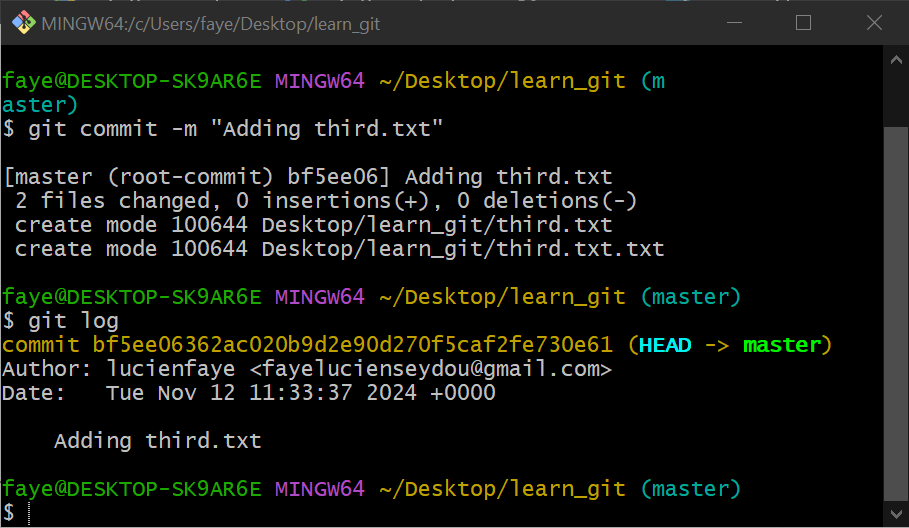 MINGW64:/c/Users/faye/Desktop/learn_git
faye@DESKTOP-SK9AR6E MINGW64 ~/Desktop/learn_git (m
aster)
$ git commit -m "Adding third.txt"
[master (root-commit) bf5ee06] Adding third.txt
 2 files changed, 0 insertions(+), 0 deletions(-)
 create mode 100644 Desktop/learn_git/third.txt
 create mode 100644 Desktop/learn_git/third.txt.txt
faye@DESKTOP-SK9AR6E MINGW64 ~/Desktop/learn_git (master)
$ git log
commit bf5ee06362ac020b9d2e90d270f5caf2fe730e61 (HEAD -> master)
Author: lucienfaye <fayelucienseydou@gmail.com>
Date:   Tue Nov 12 11:33:37 2024 +0000
    Adding third.txt
faye@DESKTOP-SK9AR6E MINGW64 ~/Desktop/learn_git (master)
$